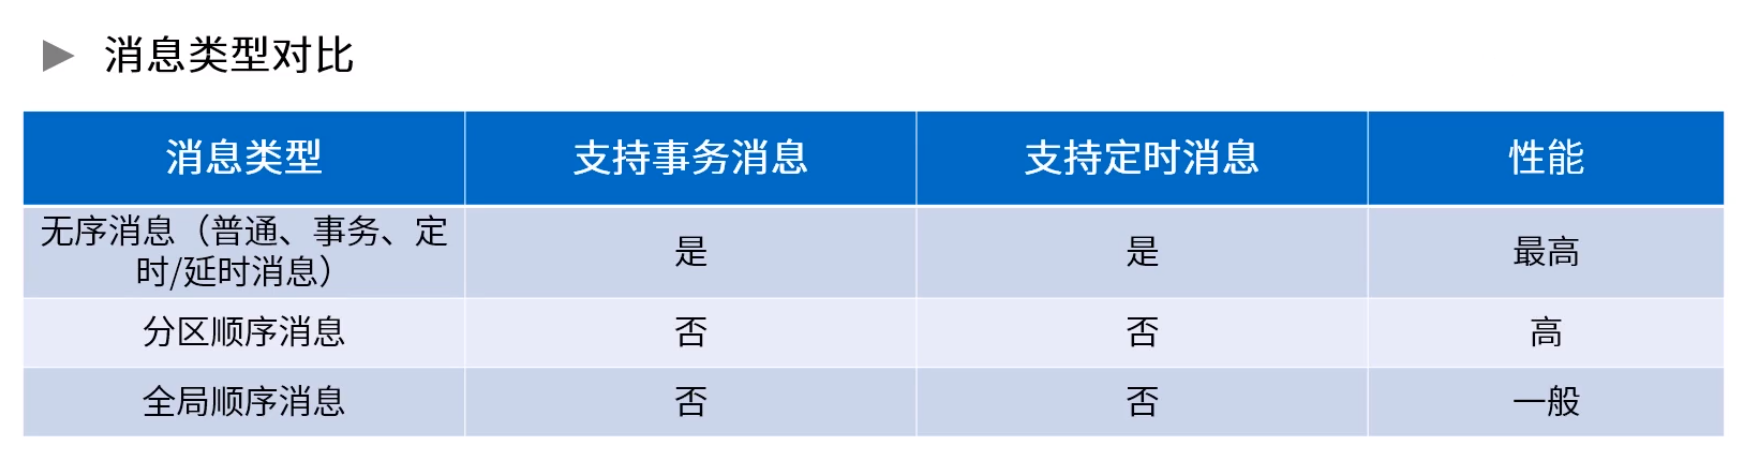 消息类型对比
消息类型 支持事务消息 支持定时消息 性能
无序消息（普通、事务、定
时/延时消息） 是 是 最高
分区顺序消息 否 否 高
全局顺序消息 否 否 一般